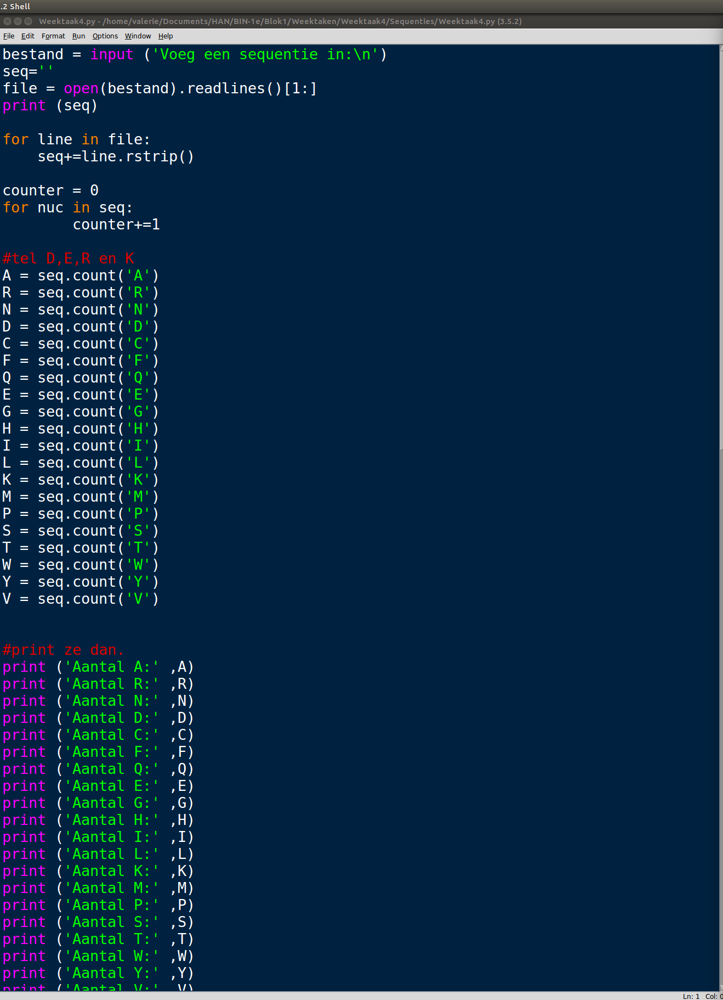 .2 Shell
Weektaak4.py - /home/valerie/Documents/HAN/BIN-1e/Blok1/Weektaken/Weektaak4/Sequenties/Weektaak4.py (3.5.2)
File Edit Format Run Options Window Help
bestand = input ('Voeg een sequentie in:\n')
seq=''
file = open(bestand).readlines()[1:]
print (seq)

for line in file:
    seq+=line.rstrip()

counter = 0
for nuc in seq:
        counter+=1

#tel D,E,R en K
A = seq.count('A')
R = seq.count('R')
N = seq.count('N')
D = seq.count('D')
C = seq.count('C')
F = seq.count('F')
Q = seq.count('Q')
E = seq.count('E')
G = seq.count('G')
H = seq.count('H')
I = seq.count('I')
L = seq.count('L')
K = seq.count('K')
M = seq.count('M')
P = seq.count('P')
S = seq.count('S')
T = seq.count('T')
W = seq.count('W')
Y = seq.count('Y')
V = seq.count('V')

#print ze dan.
print ('Aantal A:' ,A)
print ('Aantal R:' ,R)
print ('Aantal N:' ,N)
print ('Aantal D:' ,D)
print ('Aantal C:' ,C)
print ('Aantal F:' ,F)
print ('Aantal Q:' ,Q)
print ('Aantal E:' ,E)
print ('Aantal G:' ,G)
print ('Aantal H:' ,H)
print ('Aantal I:' ,I)
print ('Aantal L:' ,L)
print ('Aantal K:' ,K)
print ('Aantal M:' ,M)
print ('Aantal P:' ,P)
print ('Aantal S:' ,S)
print ('Aantal T:' ,T)
print ('Aantal W:' ,W)
print ('Aantal Y:' ,Y)
print ('Aantal V:' ,V)
Ln: 1 Col: 0